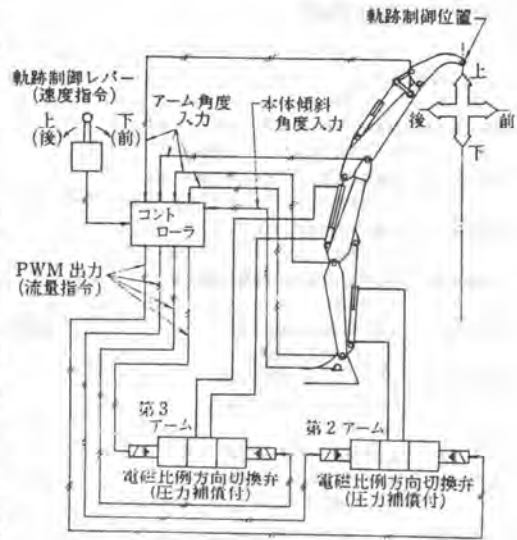 軌跡制御位置
上
後
前
下
軌跡制御レバー
(速度指令)
上
(後)
下
(前)
アーム角度
入力
本体傾斜
角度入力
コント
ローラ
PWM 出力
(流量指令)
第3
アーム
電磁比例方向切換弁
(圧力補償付)
第2 アーム
電磁比例方向切換弁
(圧力補償付)